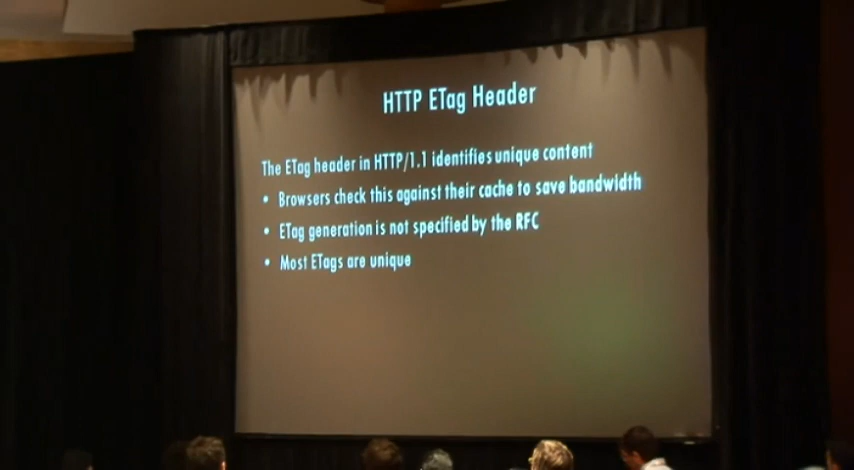 HTTP ETag Header
The ETag header in HTTP/1.1 identifies unique content
• Browsers check this against their cache to save bandwidth
• ETag generation is not specified by the RFC
• Most ETags are unique